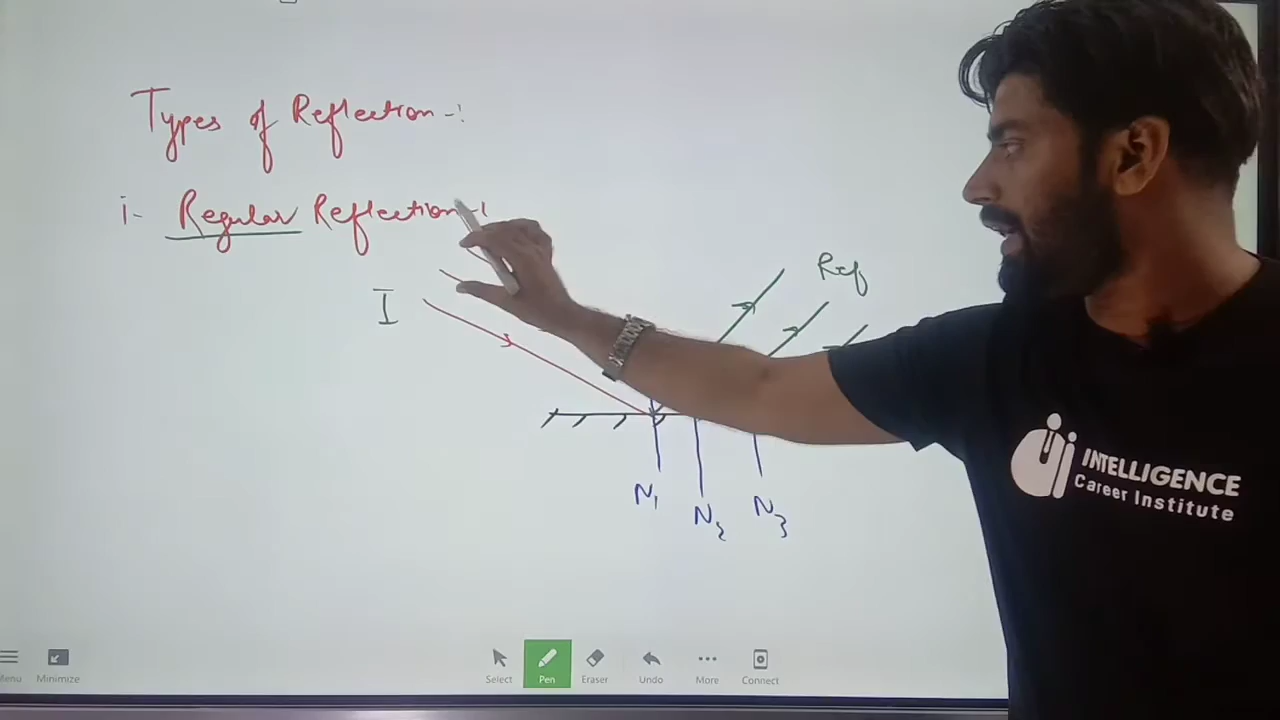 Types of Reflection -:
i- Regular Reflection -:
I
Ref
N1
N2
N3
INTELLIGENCE
Career Institute
Menu
Minimize
Select
Pen
Eraser
Undo
More
Connect